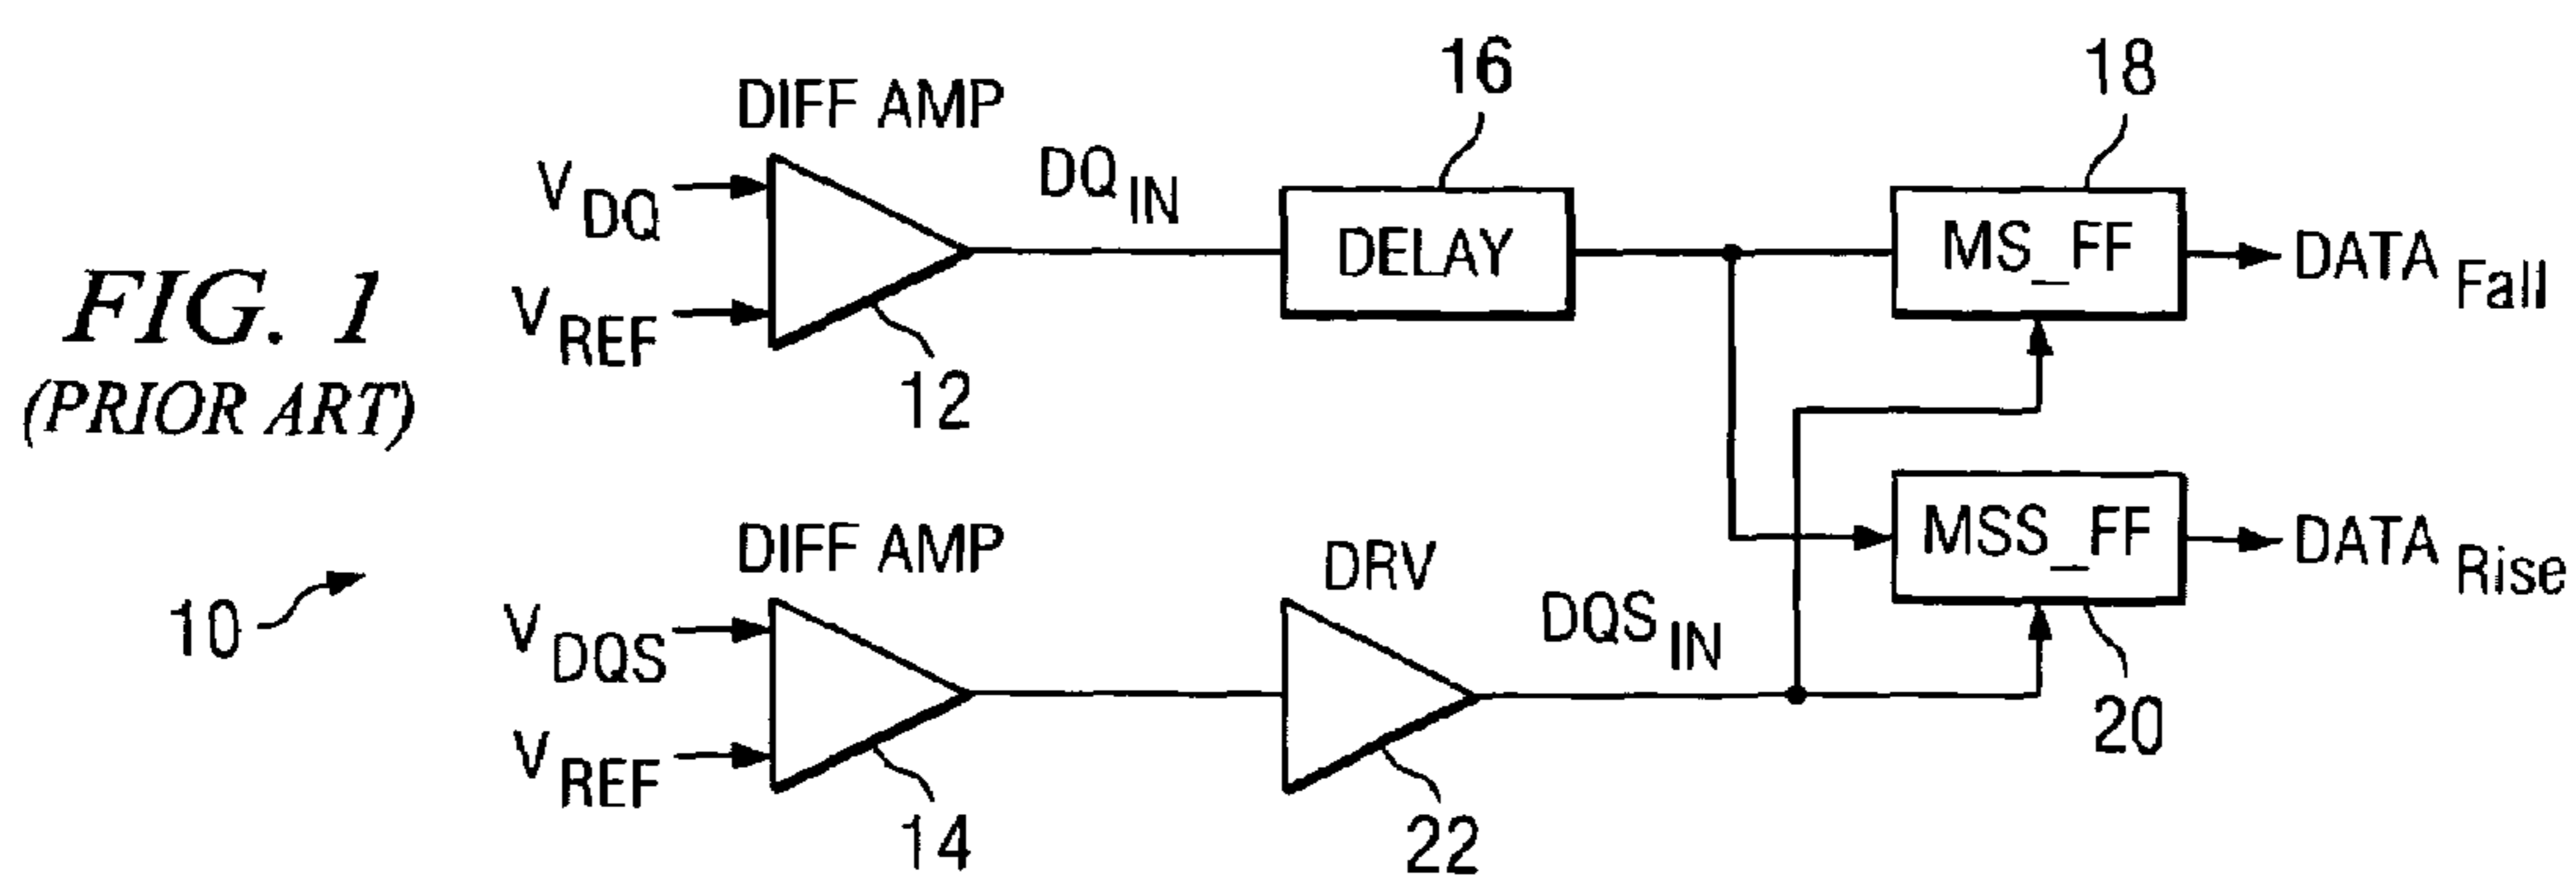 FIG. 1
(PRIOR ART)
10
DIFF AMP
V DQ
V REF
12
DQ IN
16
DELAY
18
MS_FF
DATA Fall
DIFF AMP
V DQS
V REF
14
DRV
22
DQS IN
MSS_FF
20
DATA Rise